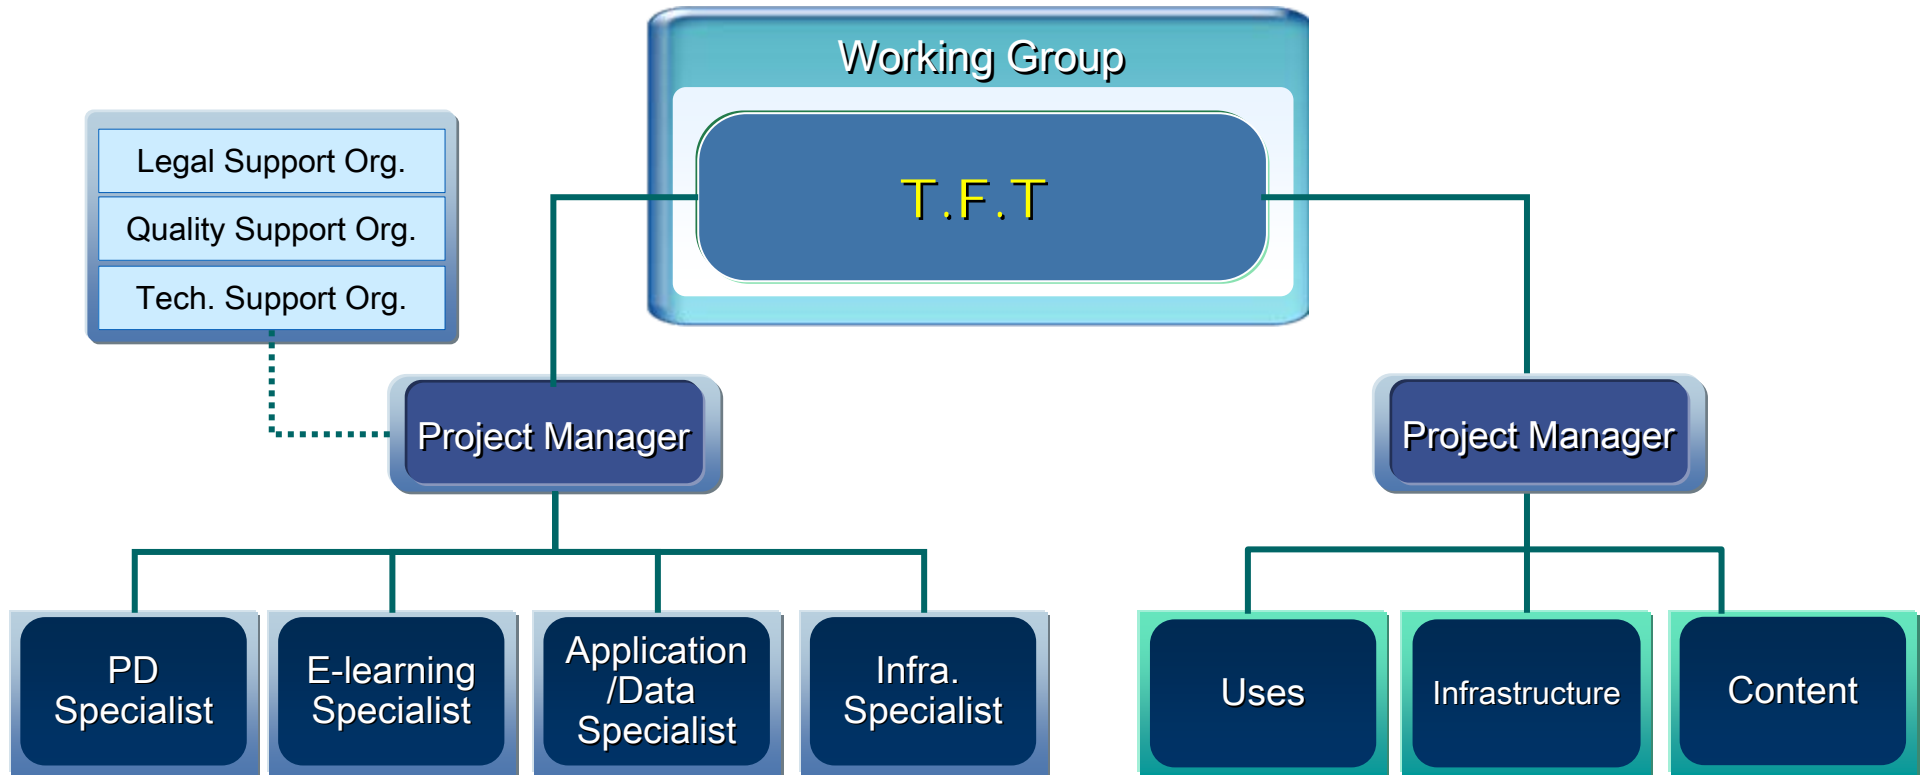 Working Group
T.F.T
Legal Support Org.
Quality Support Org.
Tech. Support Org.
Project Manager
Project Manager
PD
Specialist
E-learning
Specialist
Application
/Data
Specialist
Infra.
Specialist
Uses
Infrastructure
Content